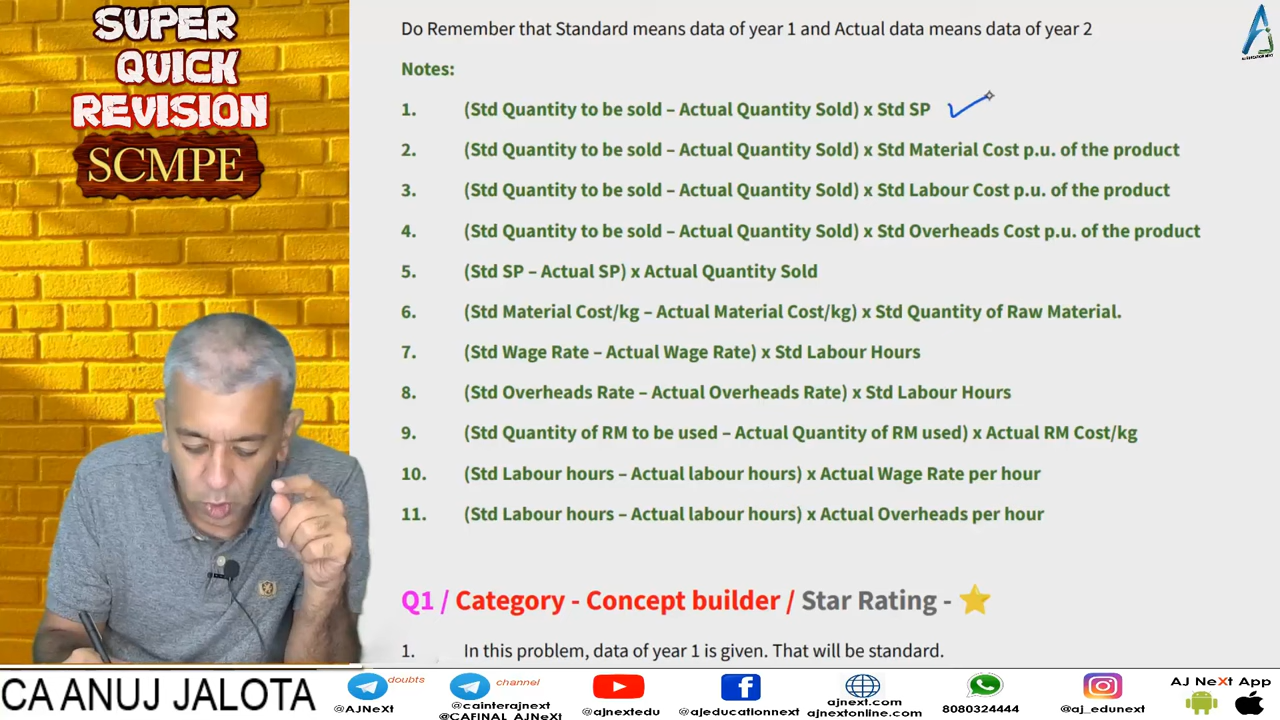 SUPER
QUICK
REVISION
SCMPE
Do Remember that Standard means data of year 1 and Actual data means data of year 2
Notes:
1. (Std Quantity to be sold – Actual Quantity Sold) x Std SP
2. (Std Quantity to be sold – Actual Quantity Sold) x Std Material Cost p.u. of the product
3. (Std Quantity to be sold – Actual Quantity Sold) x Std Labour Cost p.u. of the product
4. (Std Quantity to be sold – Actual Quantity Sold) x Std Overheads Cost p.u. of the product
5. (Std SP – Actual SP) x Actual Quantity Sold
6. (Std Material Cost/kg – Actual Material Cost/kg) x Std Quantity of Raw Material.
7. (Std Wage Rate – Actual Wage Rate) x Std Labour Hours
8. (Std Overheads Rate – Actual Overheads Rate) x Std Labour Hours
9. (Std Quantity of RM to be used – Actual Quantity of RM used) x Actual RM Cost/kg
10. (Std Labour hours – Actual labour hours) x Actual Wage Rate per hour
11. (Std Labour hours – Actual labour hours) x Actual Overheads per hour
Q1 / Category - Concept builder / Star Rating -
1. In this problem, data of year 1 is given. That will be standard.
CA ANUJ JALOTA
doubts
@AJNeXt
channel
@cainterajnext
@CAFINAL_AJNeXt
@ajnextedu
@ajeducationnext
ajnext.com
ajnextonline.com
8080324444
@aj_edunext
AJ NeXt App